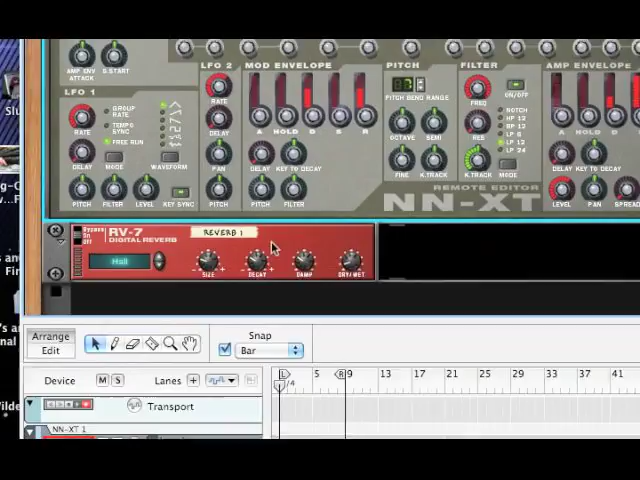 AMP ENV ATTACK
S.START
LFO 1
RATE
GROUP RATE
TEMPO SYNC
FREE RUN
DELAY
MODE
WAVEFORM
PITCH
FILTER
LEVEL
KEY SYNC
LFO 2
RATE
DELAY
PAN
PITCH
MOD ENVELOPE
A HOLD D S R
DELAY
KEY TO DECAY
PITCH
FILTER
PITCH
PITCH BEND RANGE
OCTAVE
SEMI
FINE
K.TRACK
FILTER
FREQ
ON/OFF
RES
NOTCH
HP 12
BP 12
LP 6
LP 12
LP 24
K.TRACK
MODE
AMP ENVELOPE
A HOLD D
DELAY
KEY TO DECAY
LEVEL
PAN
SPREAD
REMOTE EDITOR
NN-XT
Bypass
On
Off
RV-7
DIGITAL REVERB
REVERB 1
Hall
SIZE
DECAY
DAMP
DRY/WET
Arrange
Edit
Snap
Bar
Device
M
S
Lanes
L
/4
5
R
9
13
17
21
25
29
33
37
41
Transport
NN-XT 1